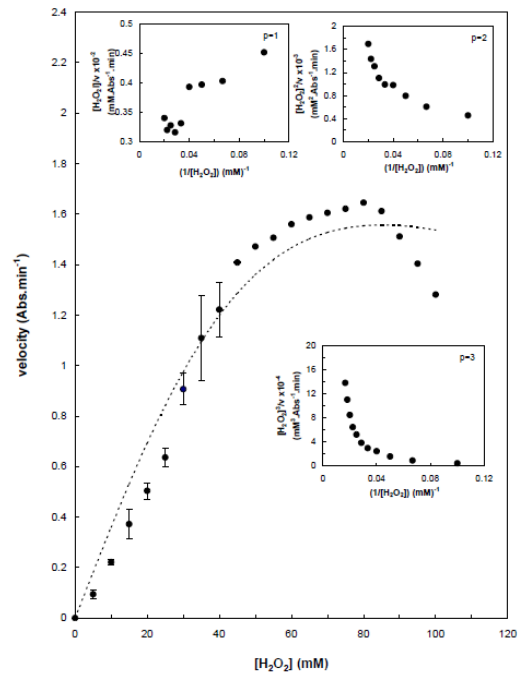 2.4
2.2
2
1.8
1.6
1.4
1.2
1
0.8
0.6
0.4
0.2
0
velocity (Abs.min⁻¹)
0 20 40 60 80 100 120
[H₂O₂] (mM)
p=1
0.5
0.45
0.4
0.35
0.3
[H₂O₂]/v x10⁻²
(mM.Abs⁻¹.min)
0 0.04 0.08 0.12
(1/[H₂O₂]) (mM)⁻¹
p=2
2
1.5
1
0.5
0
[H₂O₂]²/v x10⁻³
(mM².Abs⁻¹.min)
0 0.04 0.08 0.12
(1/[H₂O₂]) (mM)⁻¹
p=3
20
16
12
8
4
0
[H₂O₂]³/v x10⁻⁴
(mM³.Abs⁻¹.min)
0 0.04 0.08 0.12
(1/[H₂O₂]) (mM)⁻¹